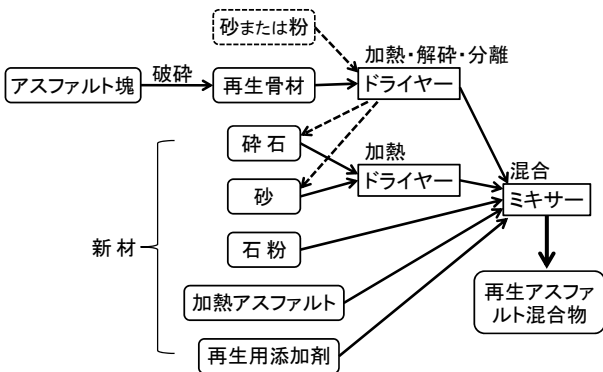 砂または粉
加熱・解砕・分離
アスファルト塊
破砕
再生骨材
ドライヤー
砕 石
加熱
ドライヤー
砂
混合
ミキサー
新 材
石 粉
加熱アスファルト
再生アスファ
ルト混合物
再生用添加剤